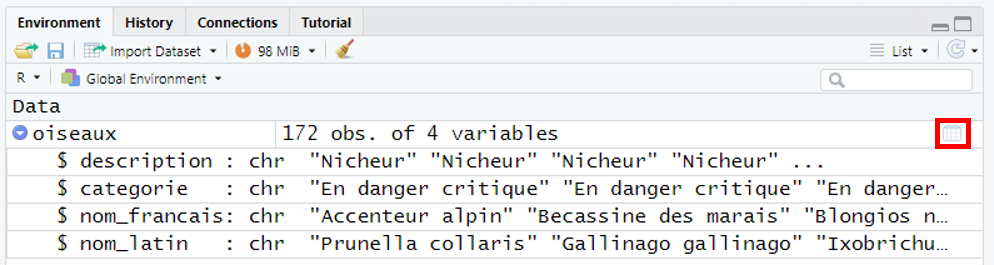 Environment History Connections Tutorial
Import Dataset 98 MiB List
R Global Environment
Data
oiseaux 172 obs. of 4 variables
$ description : chr "Nicheur" "Nicheur" "Nicheur" "Nicheur" ...
$ categorie : chr "En danger critique" "En danger critique" "En danger…
$ nom_francais: chr "Accenteur alpin" "Becassine des marais" "Blongios n…
$ nom_latin : chr "Prunella collaris" "Gallinago gallinago" "Ixobrichu…